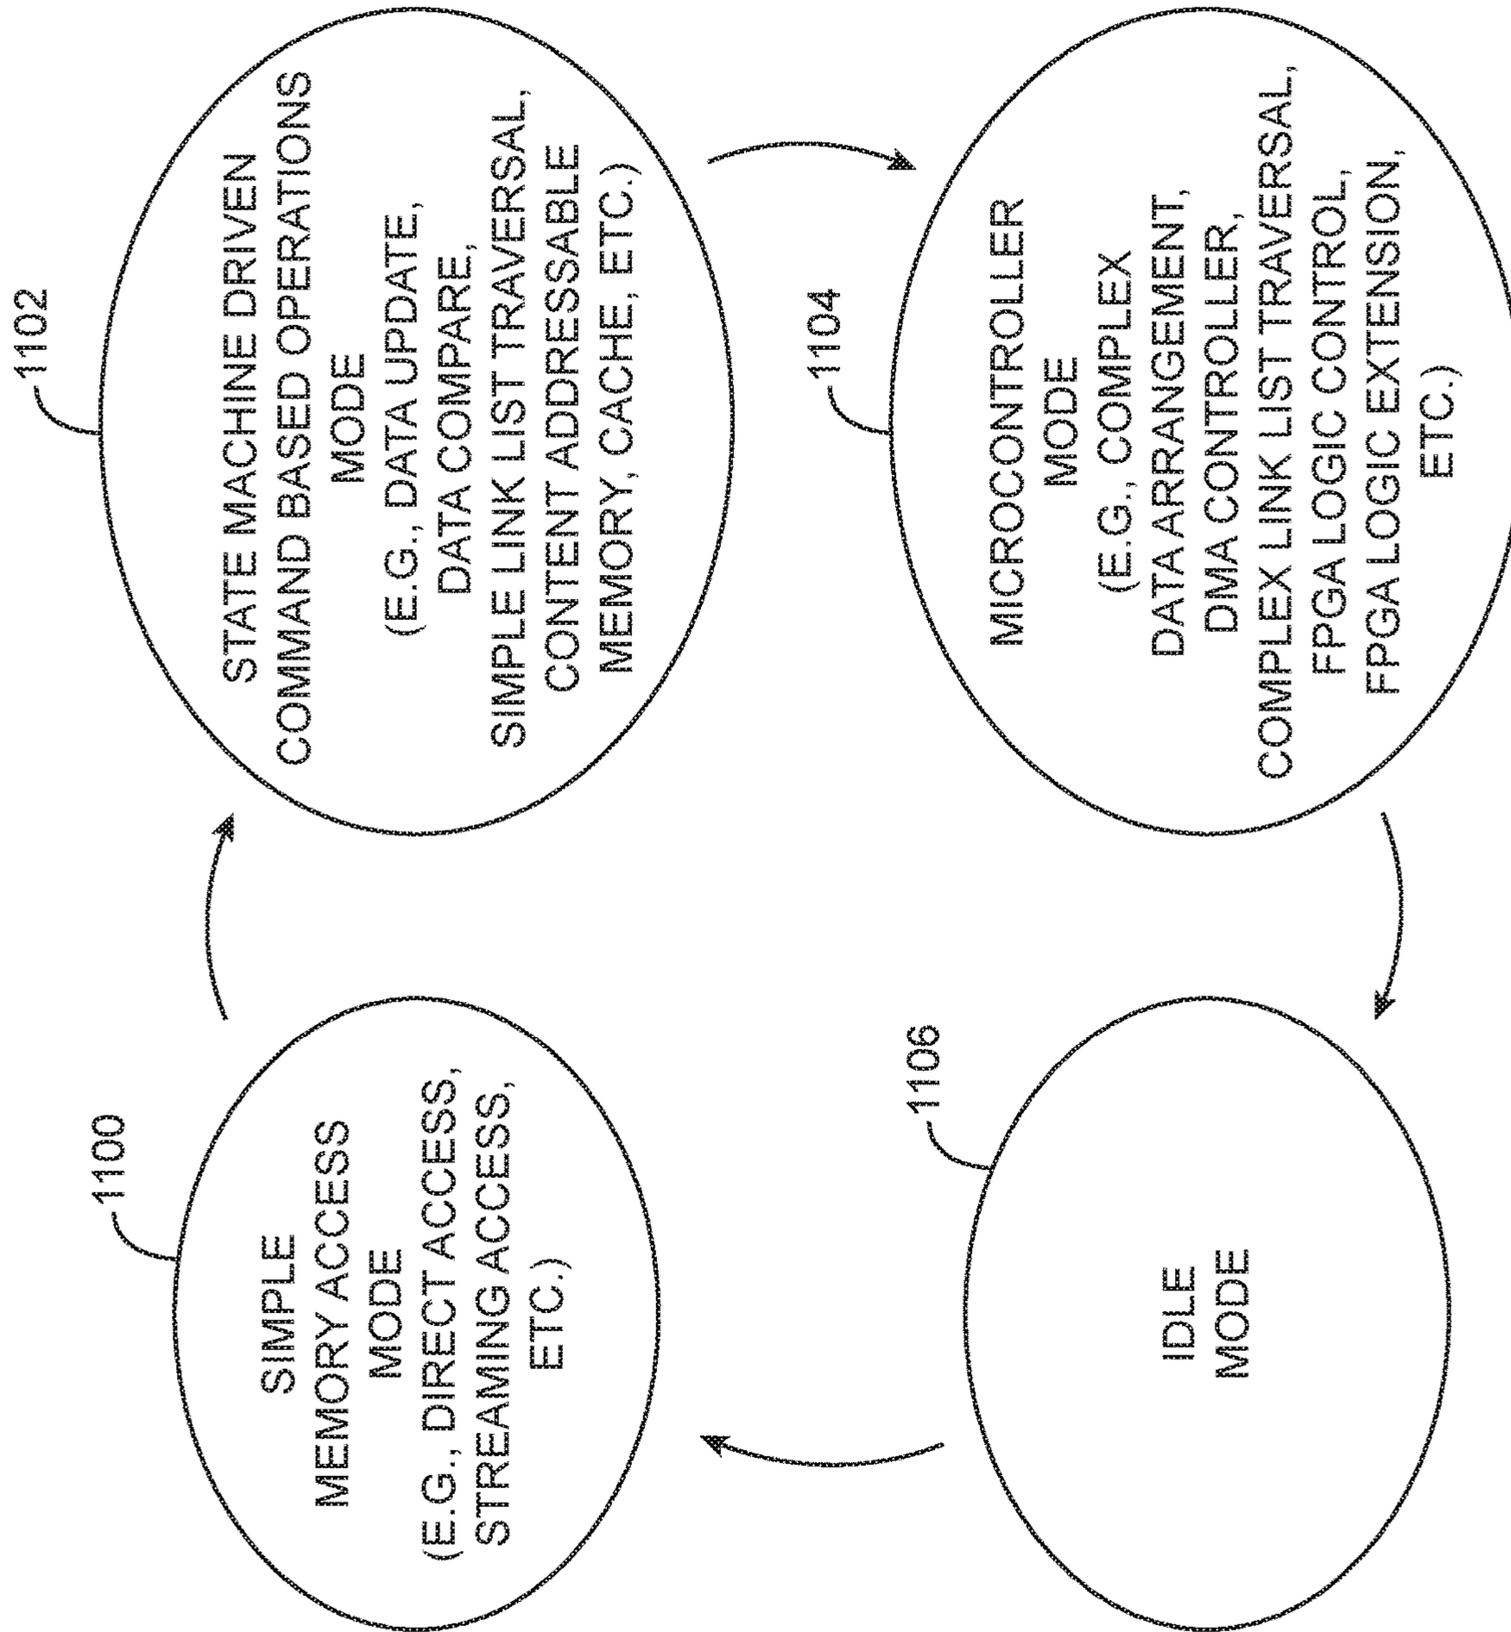 1100
SIMPLE
MEMORY ACCESS
MODE
(E.G., DIRECT ACCESS,
STREAMING ACCESS,
ETC.)
1102
STATE MACHINE DRIVEN
COMMAND BASED OPERATIONS
MODE
(E.G., DATA UPDATE,
DATA COMPARE,
SIMPLE LINK LIST TRAVERSAL,
CONTENT ADDRESSABLE
MEMORY, CACHE, ETC.)
1106
IDLE
MODE
1104
MICROCONTROLLER
MODE
(E.G., COMPLEX
DATA ARRANGEMENT,
DMA CONTROLLER,
COMPLEX LINK LIST TRAVERSAL,
FPGA LOGIC CONTROL,
FPGA LOGIC EXTENSION,
ETC.)